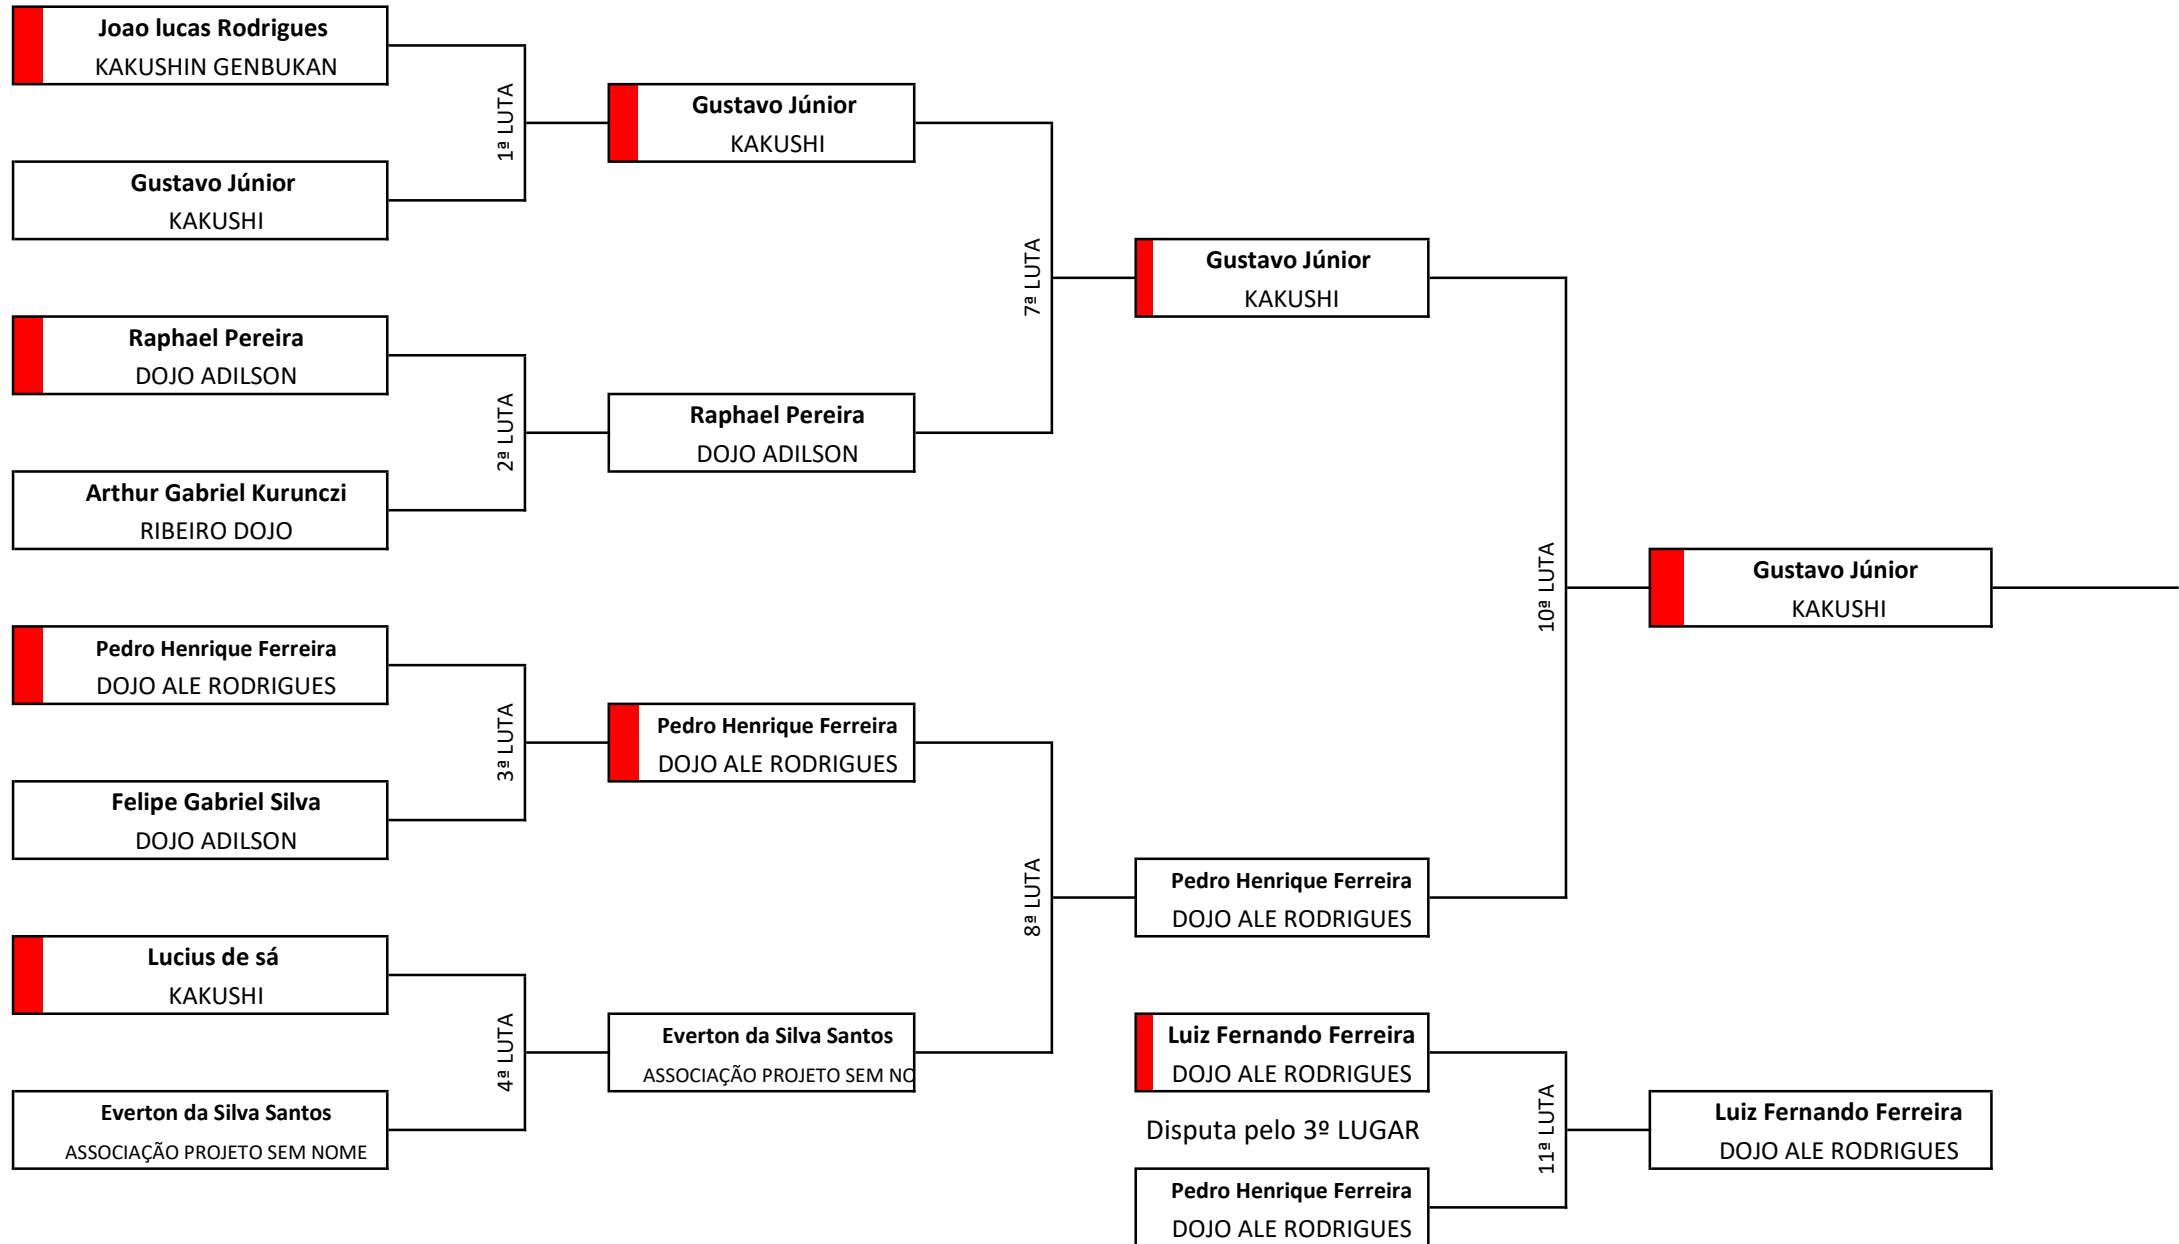 Joao lucas Rodrigues
KAKUSHIN GENBUKAN
1ª LUTA
Gustavo Júnior
KAKUSHI
Gustavo Júnior
KAKUSHI
7ª LUTA
Gustavo Júnior
KAKUSHI
Raphael Pereira
DOJO ADILSON
2ª LUTA
Raphael Pereira
DOJO ADILSON
Arthur Gabriel Kurunczi
RIBEIRO DOJO
10ª LUTA
Gustavo Júnior
KAKUSHI
Pedro Henrique Ferreira
DOJO ALE RODRIGUES
3ª LUTA
Pedro Henrique Ferreira
DOJO ALE RODRIGUES
Felipe Gabriel Silva
DOJO ADILSON
8ª LUTA
Pedro Henrique Ferreira
DOJO ALE RODRIGUES
Lucius de sá
KAKUSHI
4ª LUTA
Everton da Silva Santos
ASSOCIAÇÃO PROJETO SEM NO
Everton da Silva Santos
ASSOCIAÇÃO PROJETO SEM NOME
Luiz Fernando Ferreira
DOJO ALE RODRIGUES
Disputa pelo 3º LUGAR
11ª LUTA
Luiz Fernando Ferreira
DOJO ALE RODRIGUES
Pedro Henrique Ferreira
DOJO ALE RODRIGUES